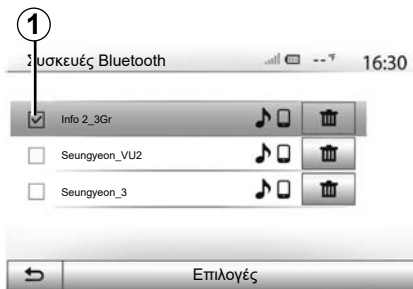 1
Συσκευές Bluetooth -- °F 16:30
Info 2_3Gr
Seungyeon_VU2
Seungyeon_3
Επιλογές